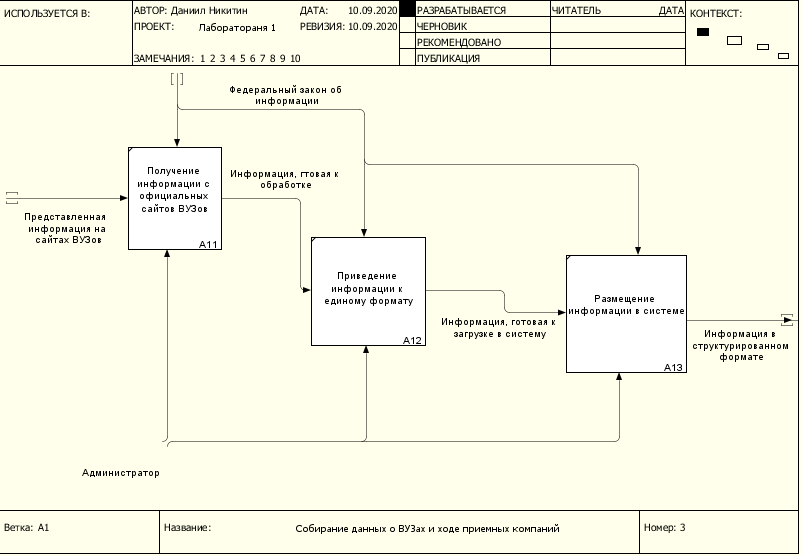 ИСПОЛЬЗУЕТСЯ В:
АВТОР: Даниил Никитин
ДАТА: 10.09.2020
ПРОЕКТ: Лабораторая 1
РЕВИЗИЯ: 10.09.2020
ЗАМЕЧАНИЯ: 1 2 3 4 5 6 7 8 9 10
РАЗРАБАТЫВАЕТСЯ
ЧЕРНОВИК
РЕКОМЕНДОВАНО
ПУБЛИКАЦИЯ
ЧИТАТЕЛЬ ДАТА
КОНТЕКСТ:
Федеральный закон об
информации
Получение
информации с
официальных
сайтов ВУЗов
A11
Информация, гтовая к
обработке
Представленная
информация на
сайтах ВУЗов
Приведение
информации к
единому формату
A12
Информация, готовая к
загрузке в систему
Размещение
информации в системе
A13
Информация в
структурированном
формате
Администратор
Ветка: A1
Название: Собирание данных о ВУЗах и ходе приемных компаний
Номер: 3